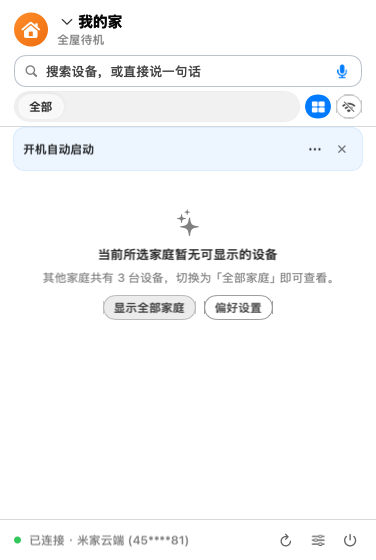 我的家
全屋待机
搜索设备，或直接说一句话
全部
开机自动启动
当前所选家庭暂无可显示的设备
其他家庭共有 3 台设备，切换为「全部家庭」即可查看。
显示全部家庭 偏好设置
已连接 · 米家云端 (45****81)